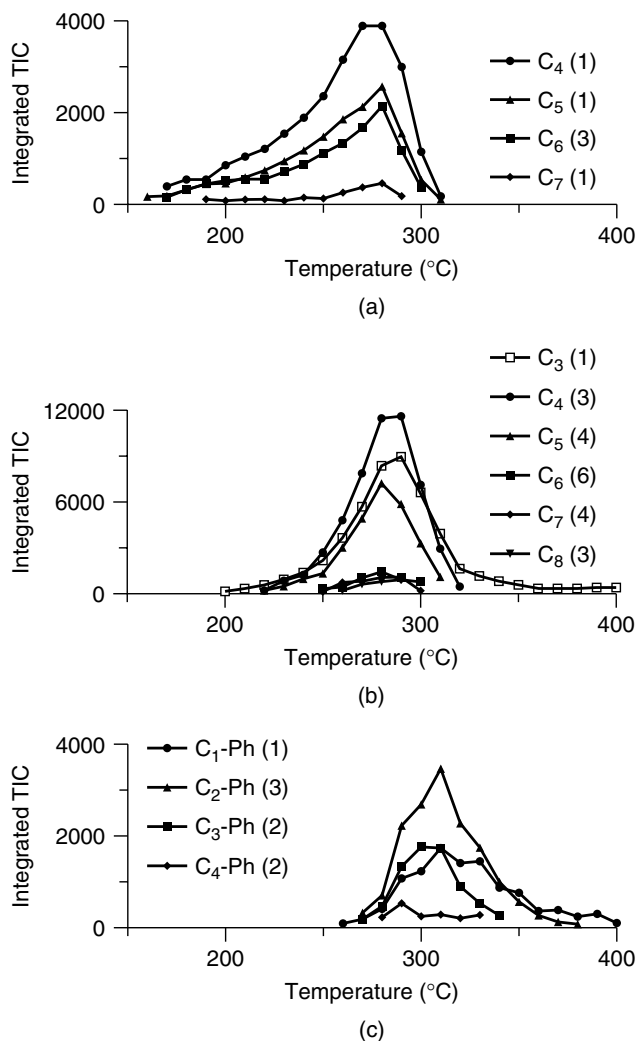 4000
2000
0
Integrated TIC
200
300
400
Temperature (°C)
C₄ (1)
C₅ (1)
C₆ (3)
C₇ (1)
(a)
12000
6000
0
Integrated TIC
200
300
400
Temperature (°C)
C₃ (1)
C₄ (3)
C₅ (4)
C₆ (6)
C₇ (4)
C₈ (3)
(b)
4000
2000
0
Integrated TIC
200
300
400
Temperature (°C)
C₁-Ph (1)
C₂-Ph (3)
C₃-Ph (2)
C₄-Ph (2)
(c)